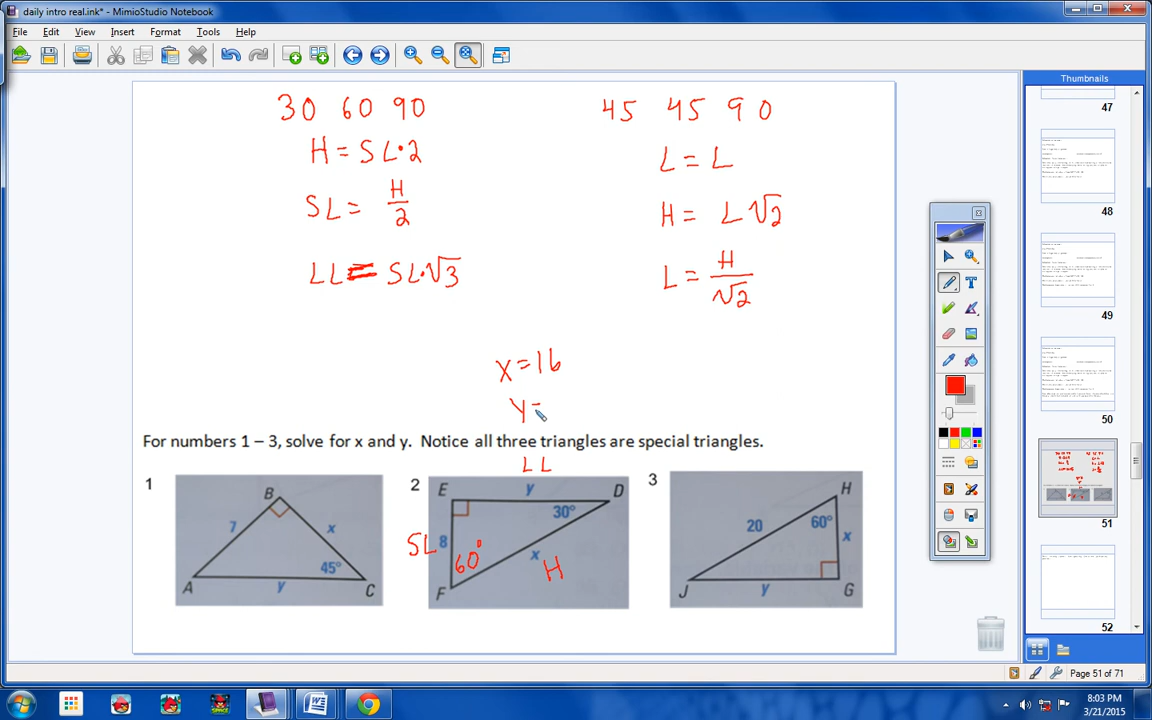 daily intro real.ink* - MimioStudio Notebook
File Edit View Insert Format Tools Help
30 60 90
H = SL·2
SL = H/2
LL = SL·√3
45 45 90
L = L
H = L√2
L = H/√2
x = 16
y =
For numbers 1 – 3, solve for x and y. Notice all three triangles are special triangles.
1
B
7
x
45°
A
y
C
2
LL
E
y
D
30°
SL
8
60°
x
H
F
3
H
20
60°
x
J
y
G
Thumbnails
47
48
49
50
51
52
Page 51 of 71
8:03 PM
3/21/2015